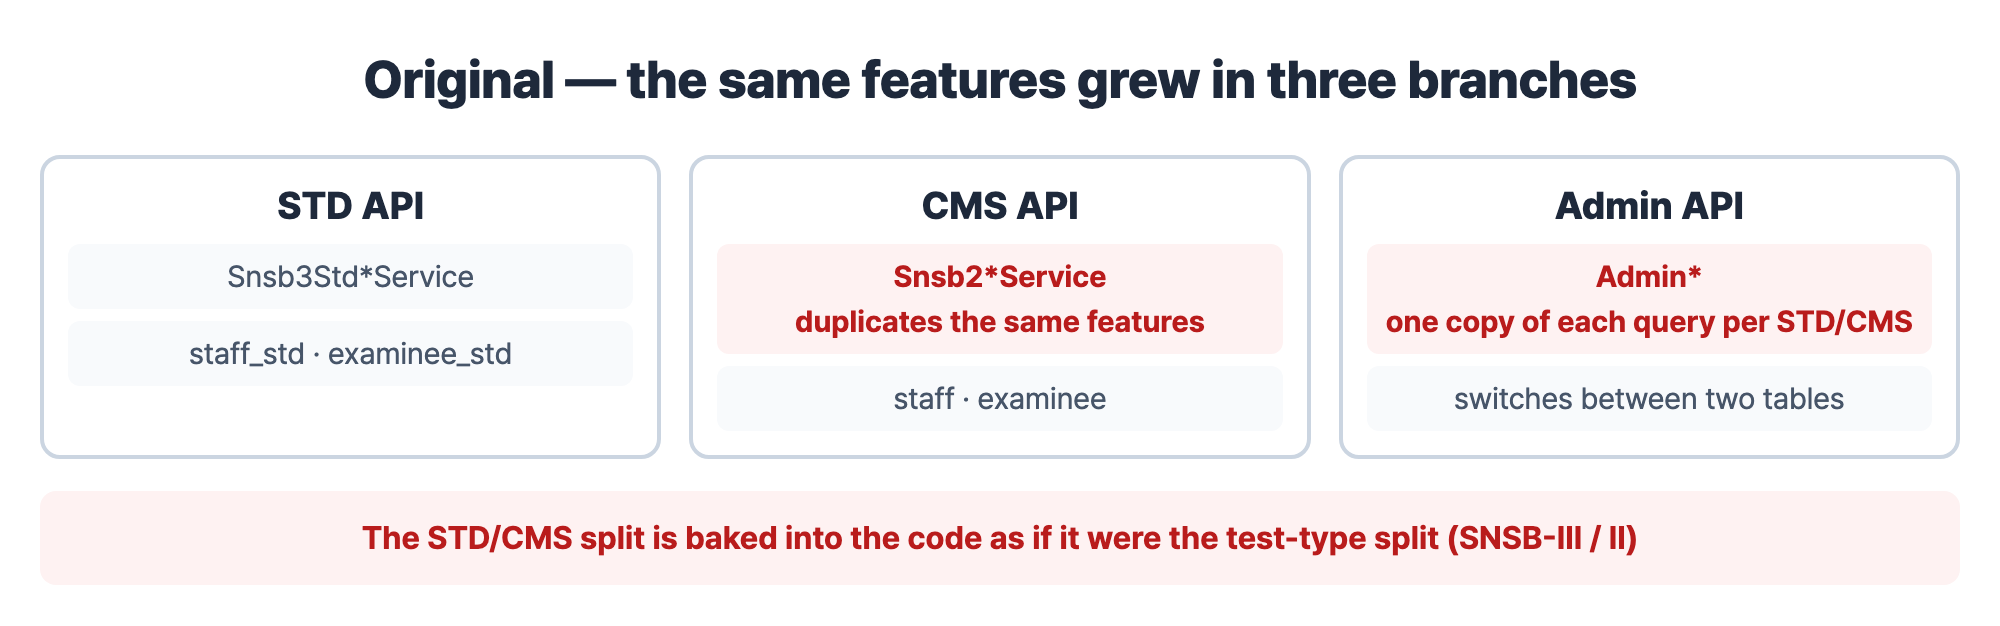 Original — the same features grew in three branches
STD API
Snsb3Std*Service
staff_std · examinee_std
CMS API
Snsb2*Service
duplicates the same features
staff · examinee
Admin API
Admin*
one copy of each query per STD/CMS
switches between two tables
The STD/CMS split is baked into the code as if it were the test-type split (SNSB-III / II)